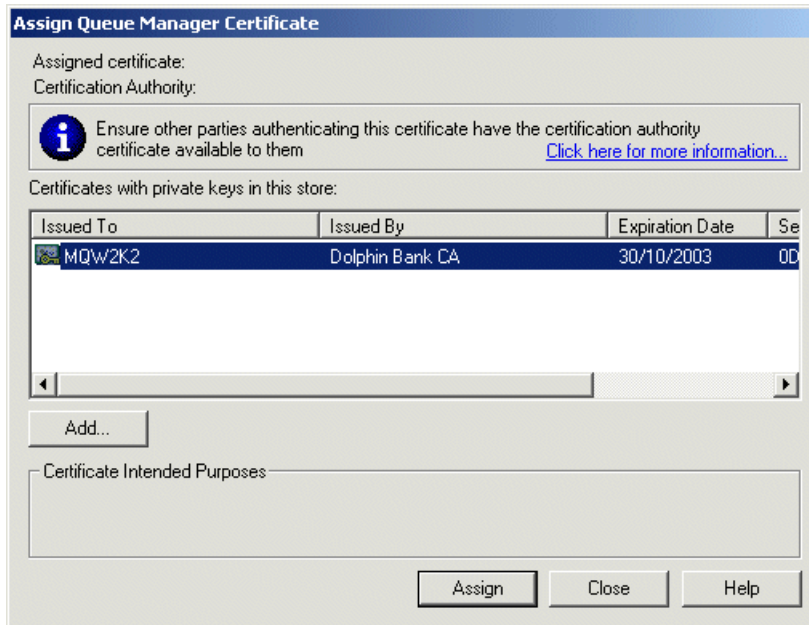 Assign Queue Manager Certificate
Assigned certificate:
Certification Authority:
Ensure other parties authenticating this certificate have the certification authority
certificate available to them Click here for more information...
Certificates with private keys in this store:
Issued To Issued By Expiration Date Se
MQW2K2 Dolphin Bank CA 30/10/2003 0D
Add...
Certificate Intended Purposes
Assign Close Help